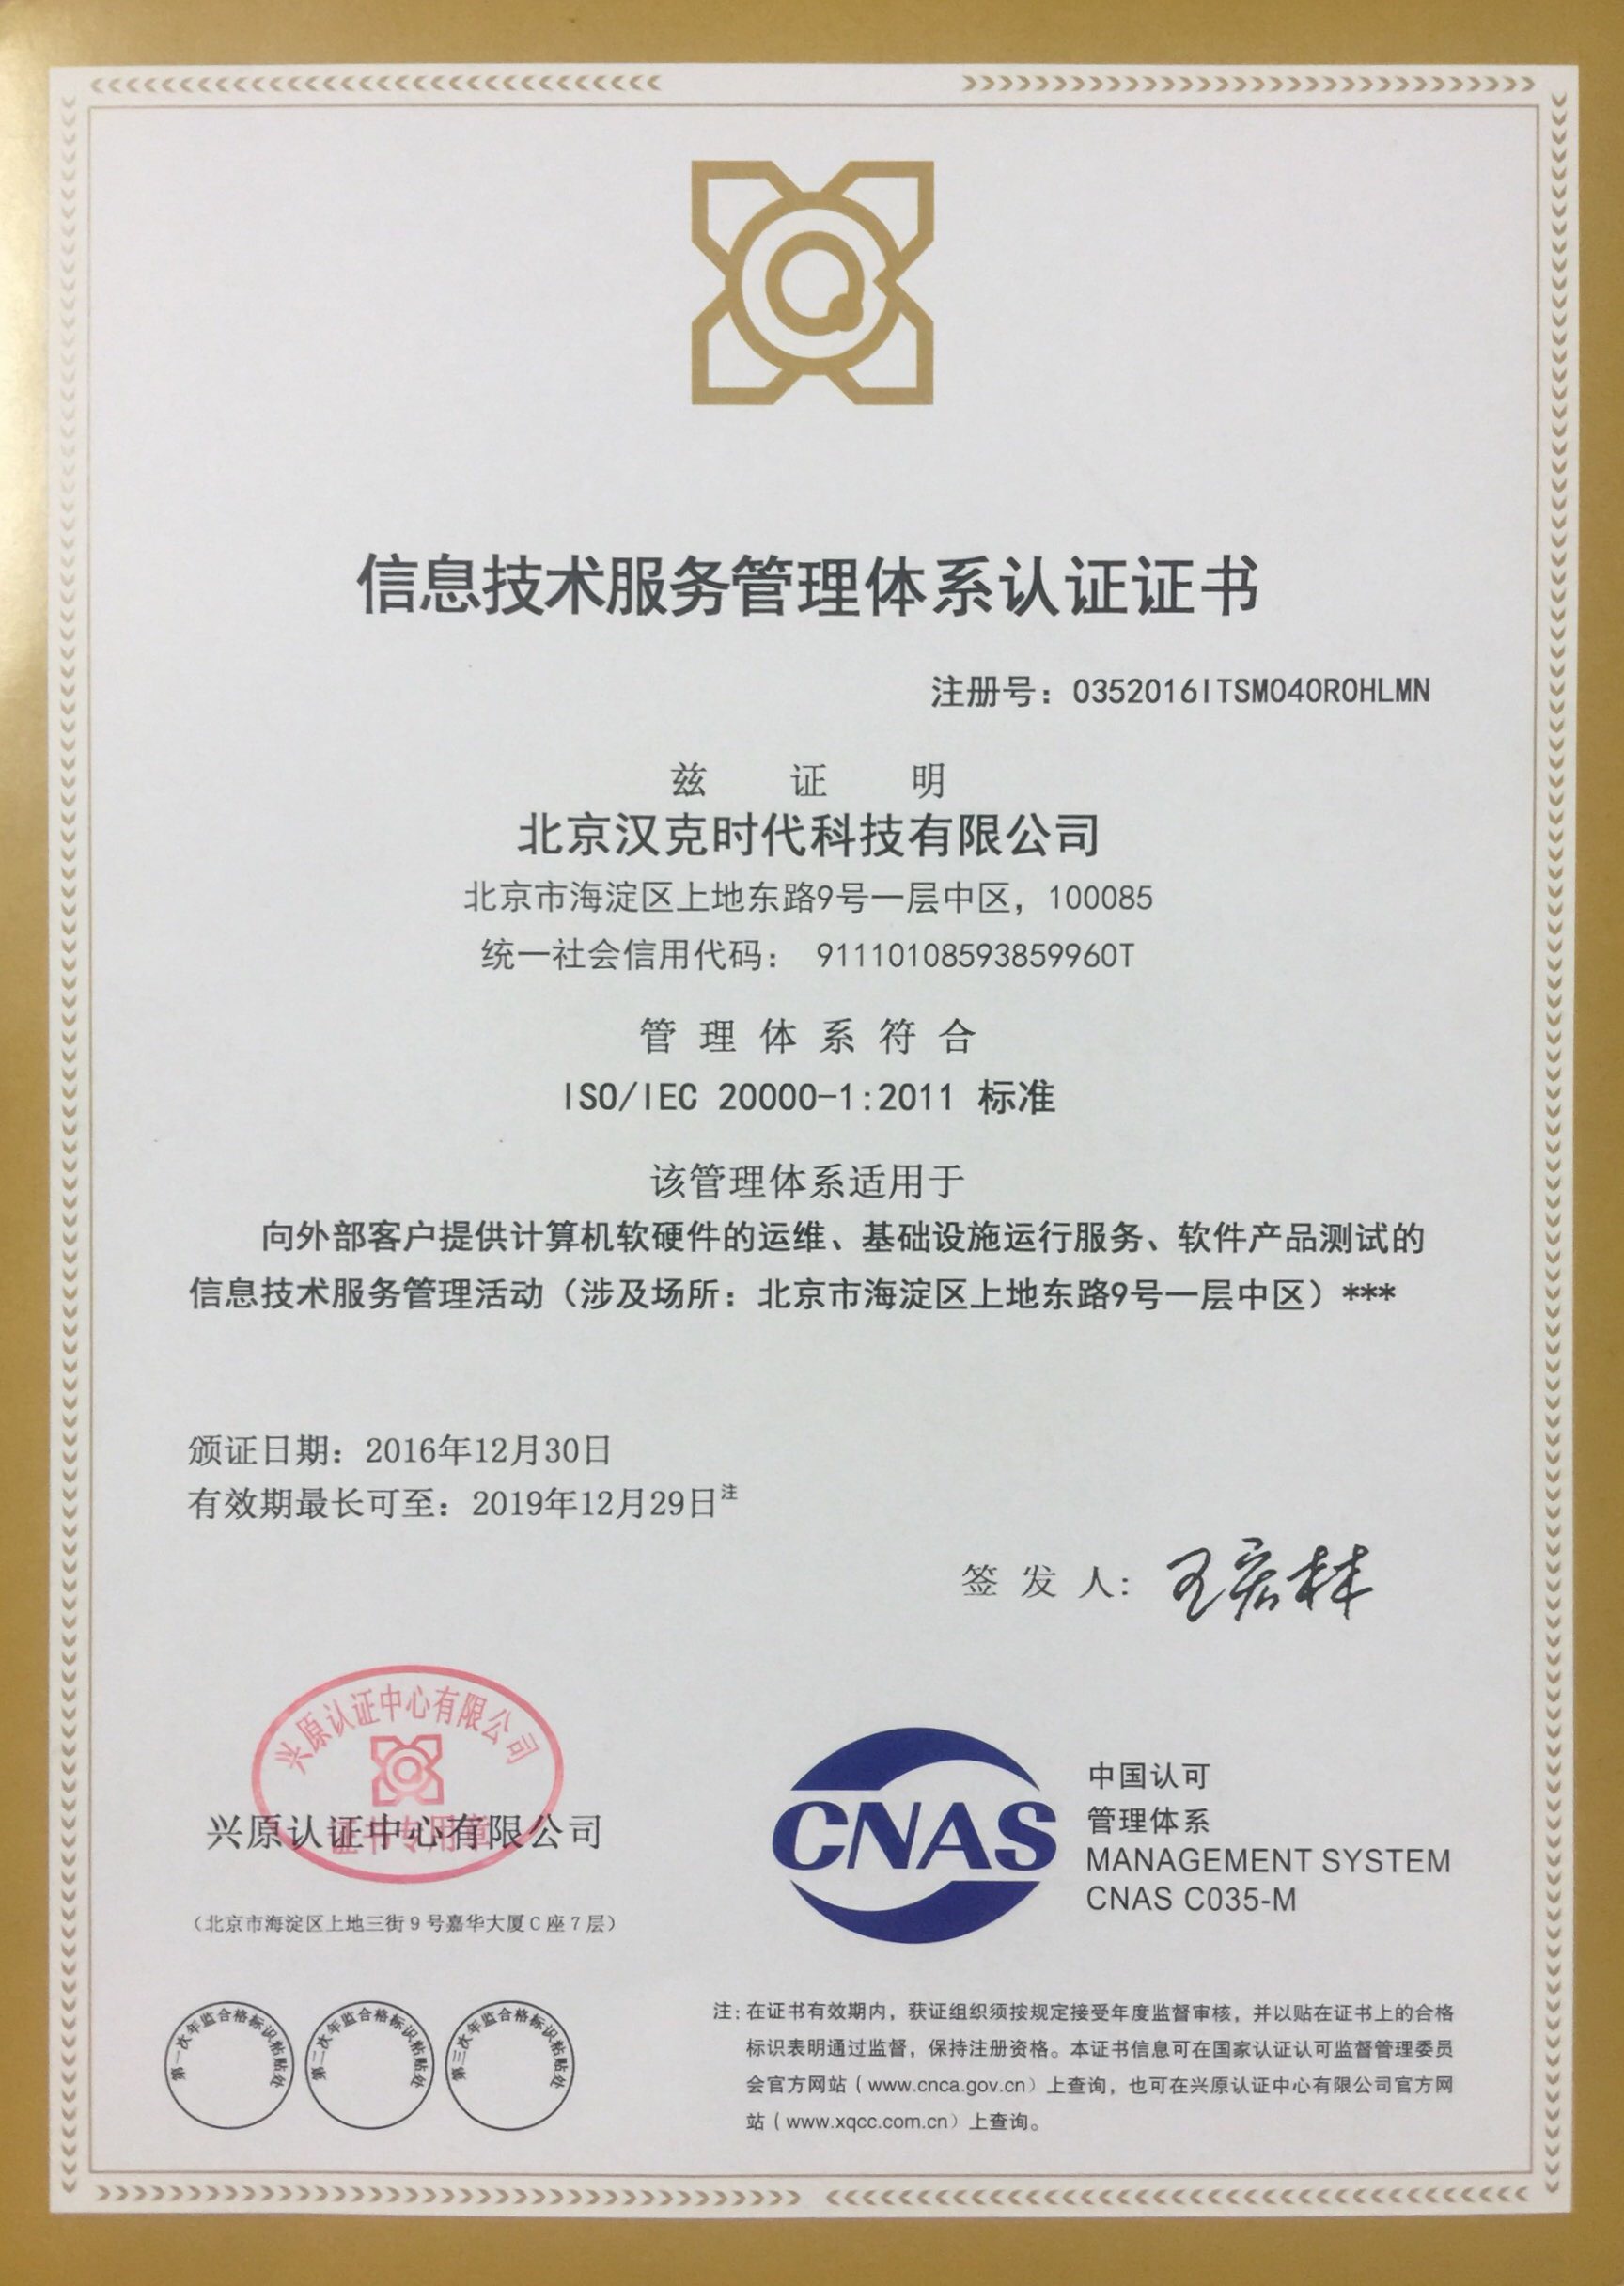 信息技术服务管理体系认证证书
注册号：0352016ITSM040R0HLMN
兹 证 明
北京汉克时代科技有限公司
北京市海淀区上地东路9号一层中区，100085
统一社会信用代码： 91110108593859960T
管 理 体 系 符 合
ISO/IEC 20000-1:2011 标准
该管理体系适用于
向外部客户提供计算机软硬件的运维、基础设施运行服务、软件产品测试的
信息技术服务管理活动（涉及场所：北京市海淀区上地东路9号一层中区）***
颁证日期：2016年12月30日
有效期最长可至：2019年12月29日注
签 发 人：王宏林
兴原认证中心有限公司
证书专用章
兴原认证中心有限公司
（北京市海淀区上地三街9号嘉华大厦C座7层）
CNAS
中国认可
管理体系
MANAGEMENT SYSTEM
CNAS C035-M
第一次年监合格标识粘贴处
第二次年监合格标识粘贴处
第三次年监合格标识粘贴处
注：在证书有效期内，获证组织须按规定接受年度监督审核，并以贴在证书上的合格
标识表明通过监督，保持注册资格。本证书信息可在国家认证认可监督管理委员
会官方网站（www.cnca.gov.cn）上查询，也可在兴原认证中心有限公司官方网
站（www.xqcc.com.cn）上查询。